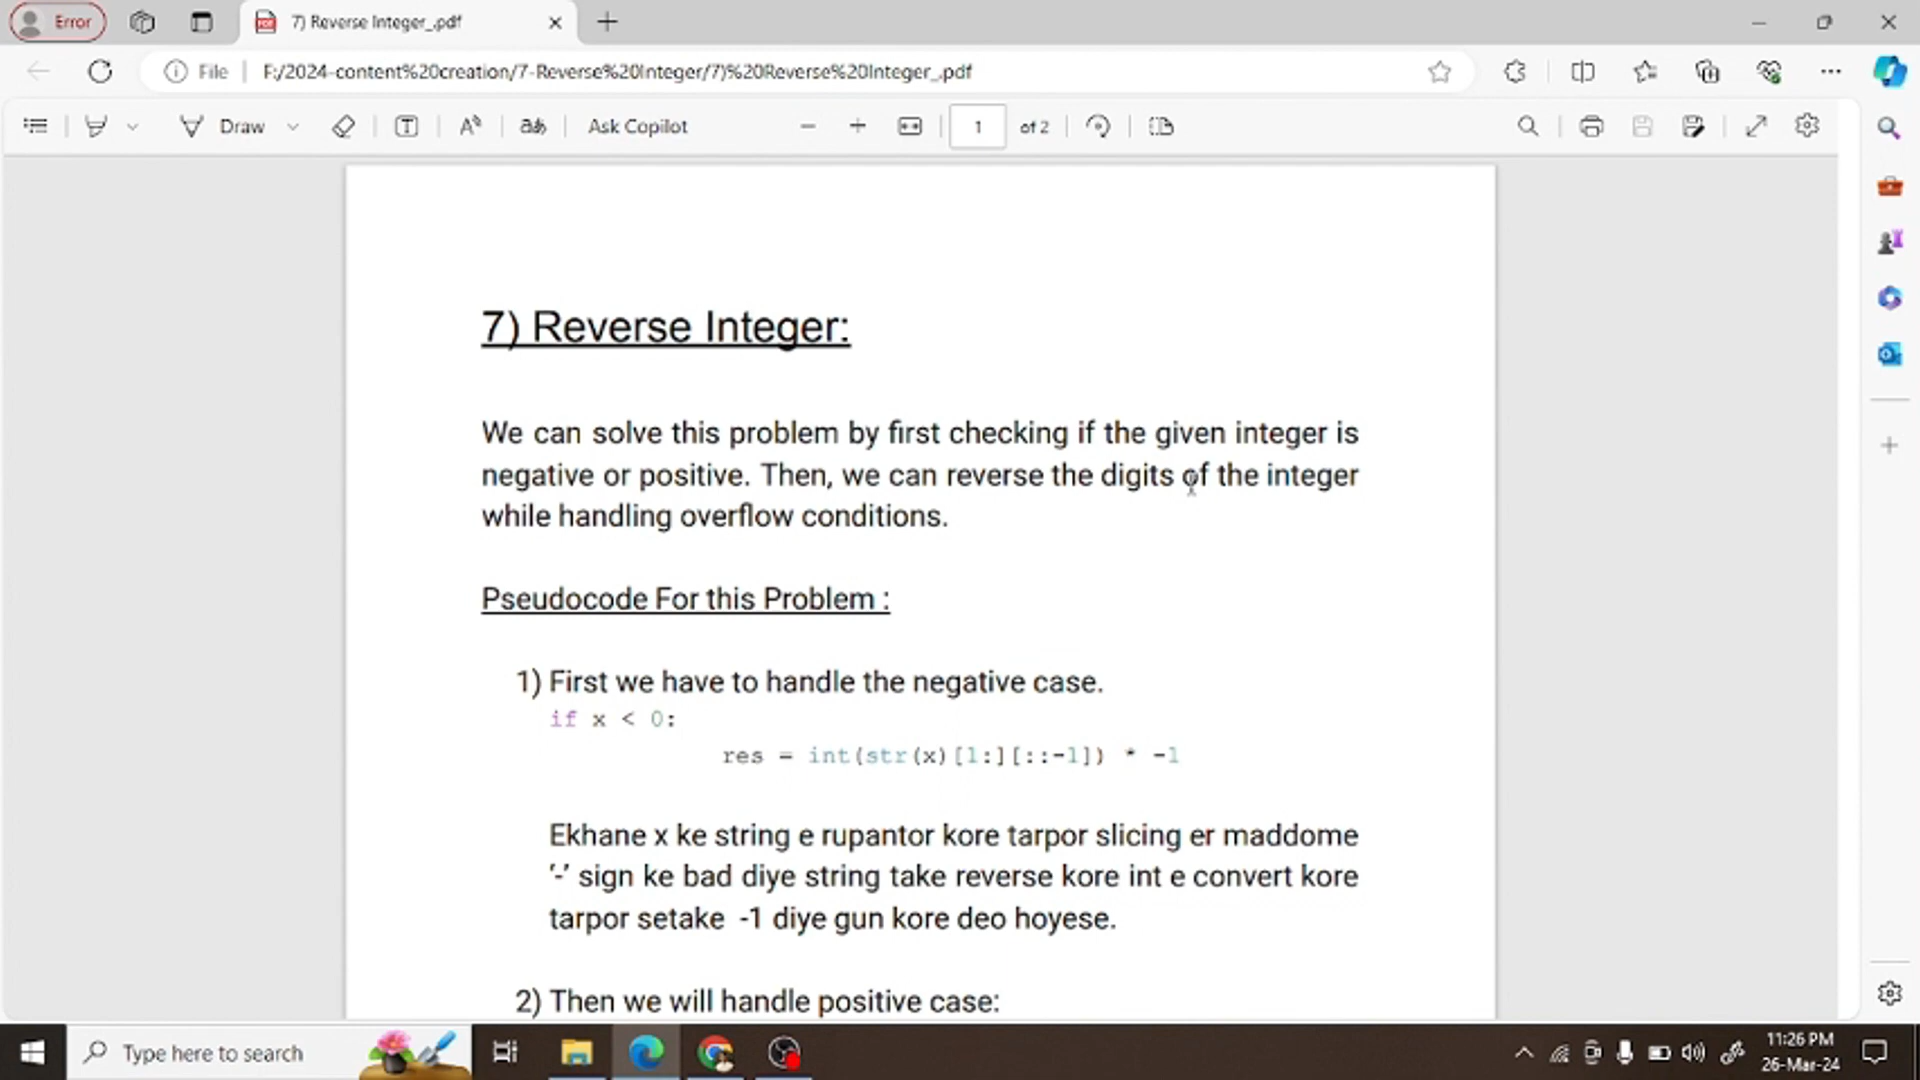 Error
7) Reverse Integer_.pdf
File
F:/2024-content%20creation/7-Reverse%20Integer/7)%20Reverse%20Integer_.pdf
Draw
Ask Copilot
1 of 2
7) Reverse Integer:
We can solve this problem by first checking if the given integer is
negative or positive. Then, we can reverse the digits of the integer
while handling overflow conditions.
Pseudocode For this Problem :
1) First we have to handle the negative case.
if x < 0:
res = int(str(x)[1:][::-1]) * -1
Ekhane x ke string e rupantor kore tarpor slicing er maddome
'-' sign ke bad diye string take reverse kore int e convert kore
tarpor setake -1 diye gun kore deo hoyese.
2) Then we will handle positive case:
Type here to search
11:26 PM
26-Mar-24